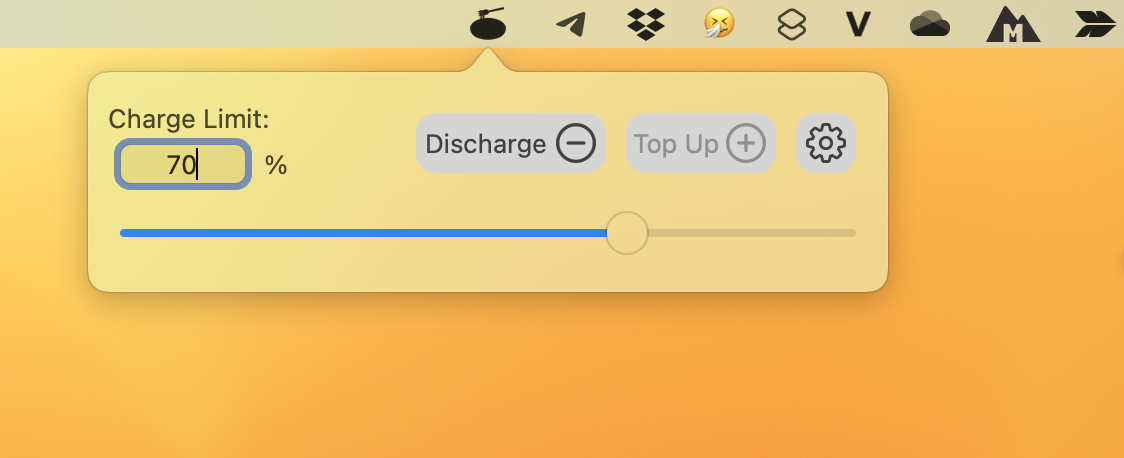 Charge Limit:
70 %
Discharge
Top Up
V
M